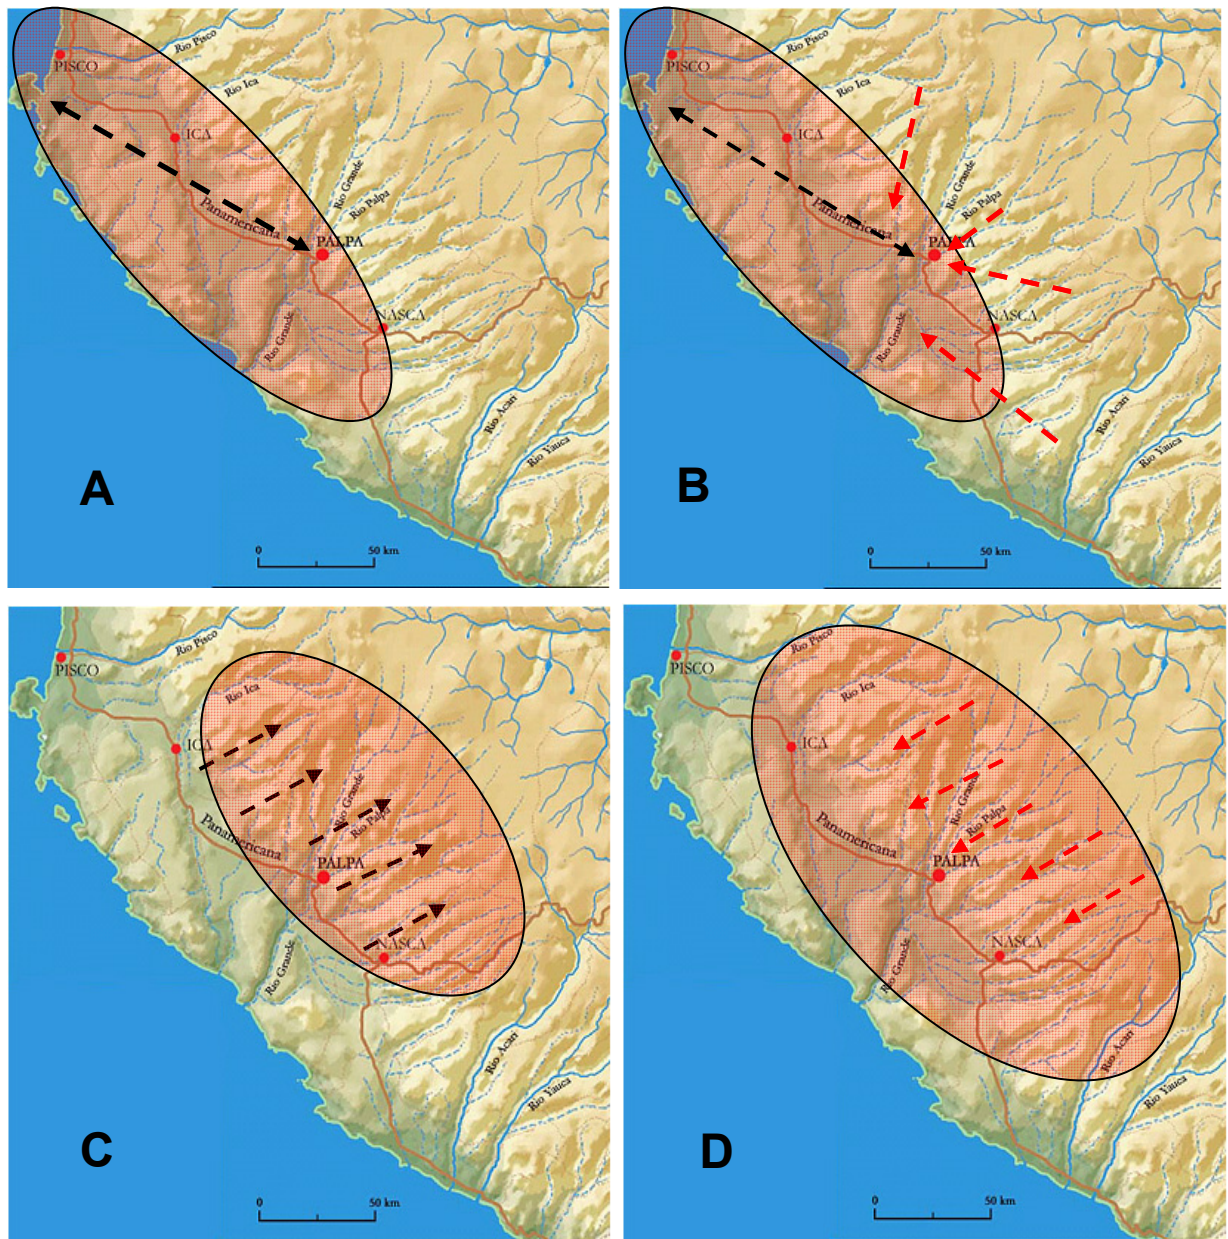 Rio Pisco
PISCO
Rio Ica
ICA
Rio Grande
Rio Palpa
Panamericana
PALPA
NASCA
Rio Grande
Rio Acari
Rio Yauca
A
0 50 km
Rio Pisco
PISCO
Rio Ica
ICA
Rio Grande
Rio Palpa
Panamericana
PALPA
NASCA
Rio Grande
Rio Acari
Rio Yauca
B
0 50 km
Rio Pisco
PISCO
Rio Ica
ICA
Rio Grande
Rio Palpa
Panamericana
PALPA
NASCA
Rio Grande
Rio Acari
Rio Yauca
C
0 50 km
Rio Pisco
PISCO
Rio Ica
ICA
Rio Grande
Rio Palpa
Panamericana
PALPA
NASCA
Rio Grande
Rio Acari
Rio Yauca
D
0 50 km